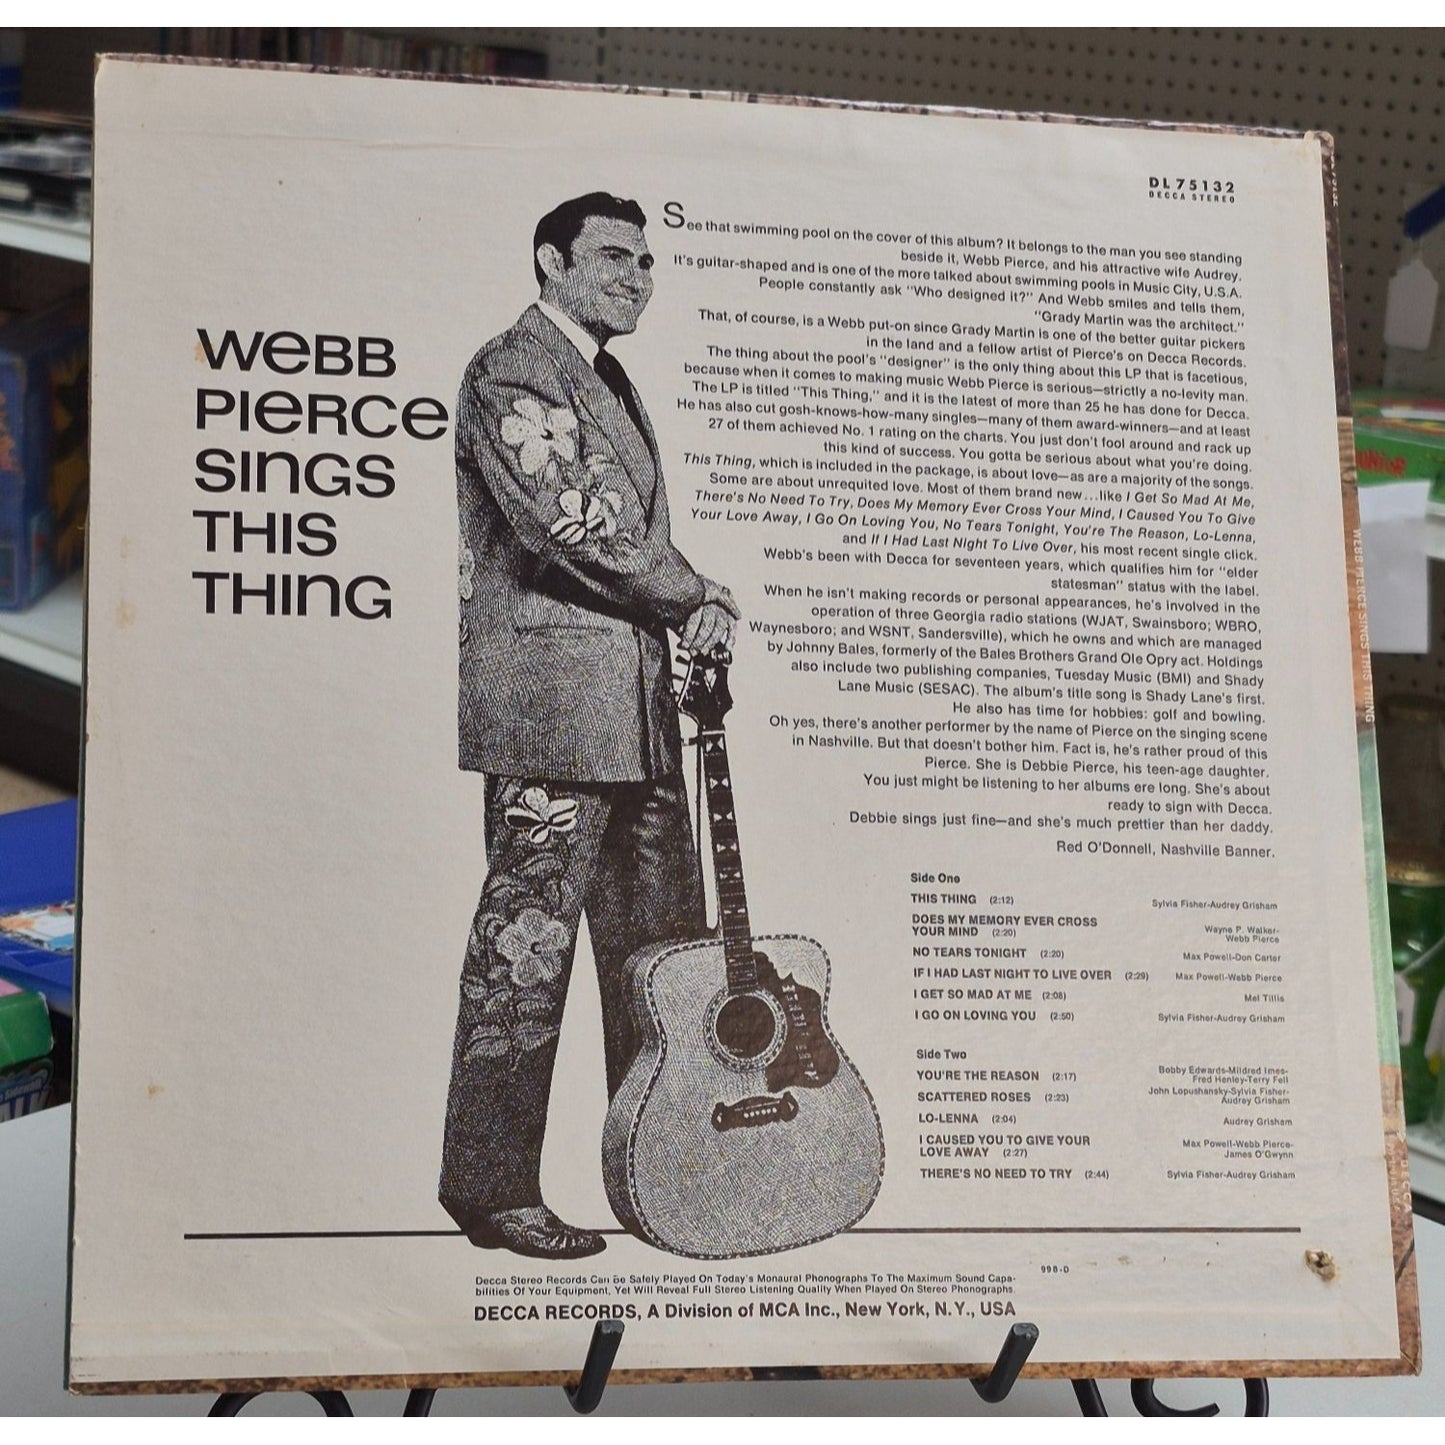 DL 75132
DECCA STEREO
WEBB
PIERCE
SINGS
THIS
THING
See that swimming pool on the cover of this album? It belongs to the man you see standing
beside it, Webb Pierce, and his attractive wife Audrey.
It's guitar-shaped and is one of the more talked about swimming pools in Music City, U.S.A.
People constantly ask "Who designed it?" And Webb smiles and tells them,
"Grady Martin was the architect."
That, of course, is a Webb put-on since Grady Martin is one of the better guitar pickers
in the land and a fellow artist of Pierce's on Decca Records.
The thing about the pool's "designer" is the only thing about this LP that is facetious,
because when it comes to making music Webb Pierce is serious—strictly a no-levity man.
The LP is titled "This Thing," and it is the latest of more than 25 he has done for Decca.
He has also cut gosh-knows-how-many singles—many of them award-winners—and at least
27 of them achieved No. 1 rating on the charts. You just don't fool around and rack up
this kind of success. You gotta be serious about what you're doing.
This Thing, which is included in the package, is about love—as are a majority of the songs.
Some are about unrequited love. Most of them brand new...like I Get So Mad At Me,
There's No Need To Try, Does My Memory Ever Cross Your Mind, I Caused You To Give
Your Love Away, I Go On Loving You, No Tears Tonight, You're The Reason, Lo-Lenna,
and If I Had Last Night To Live Over, his most recent single click.
Webb's been with Decca for seventeen years, which qualifies him for "elder
statesman" status with the label.
When he isn't making records or personal appearances, he's involved in the
operation of three Georgia radio stations (WJAT, Swainsboro; WBRO,
Waynesboro; and WSNT, Sandersville), which he owns and which are managed
by Johnny Bales, formerly of the Bales Brothers Grand Ole Opry act. Holdings
also include two publishing companies, Tuesday Music (BMI) and Shady
Lane Music (SESAC). The album's title song is Shady Lane's first.
He also has time for hobbies: golf and bowling.
Oh yes, there's another performer by the name of Pierce on the singing scene
in Nashville. But that doesn't bother him. Fact is, he's rather proud of this
Pierce. She is Debbie Pierce, his teen-age daughter.
You just might be listening to her albums ere long. She's about
ready to sign with Decca.
Debbie sings just fine—and she's much prettier than her daddy.
Red O'Donnell, Nashville Banner.
Side One
THIS THING (2:12) Sylvia Fisher-Audrey Grisham
DOES MY MEMORY EVER CROSS
YOUR MIND (2:20) Wayne P. Walker-
Webb Pierce
NO TEARS TONIGHT (2:20) Max Powell-Don Carter
IF I HAD LAST NIGHT TO LIVE OVER (2:29) Max Powell-Webb Pierce
I GET SO MAD AT ME (2:08) Mel Tillis
I GO ON LOVING YOU (2:50) Sylvia Fisher-Audrey Grisham
Side Two
YOU'RE THE REASON (2:17) Bobby Edwards-Mildred Imes-
Fred Henley-Terry Fell
SCATTERED ROSES (2:23) John Lopushansky-Sylvia Fisher-
Audrey Grisham
LO-LENNA (2:04) Audrey Grisham
I CAUSED YOU TO GIVE YOUR
LOVE AWAY (2:27) Max Powell-Webb Pierce-
James O'Gwynn
THERE'S NO NEED TO TRY (2:44) Sylvia Fisher-Audrey Grisham
998-D
Decca Stereo Records Can Be Safely Played On Today's Monaural Phonographs To The Maximum Sound Capa-
bilities Of Your Equipment, Yet Will Reveal Full Stereo Listening Quality When Played On Stereo Phonographs.
DECCA RECORDS, A Division of MCA Inc., New York, N.Y., USA
WEBB PIERCE SINGS THIS THING